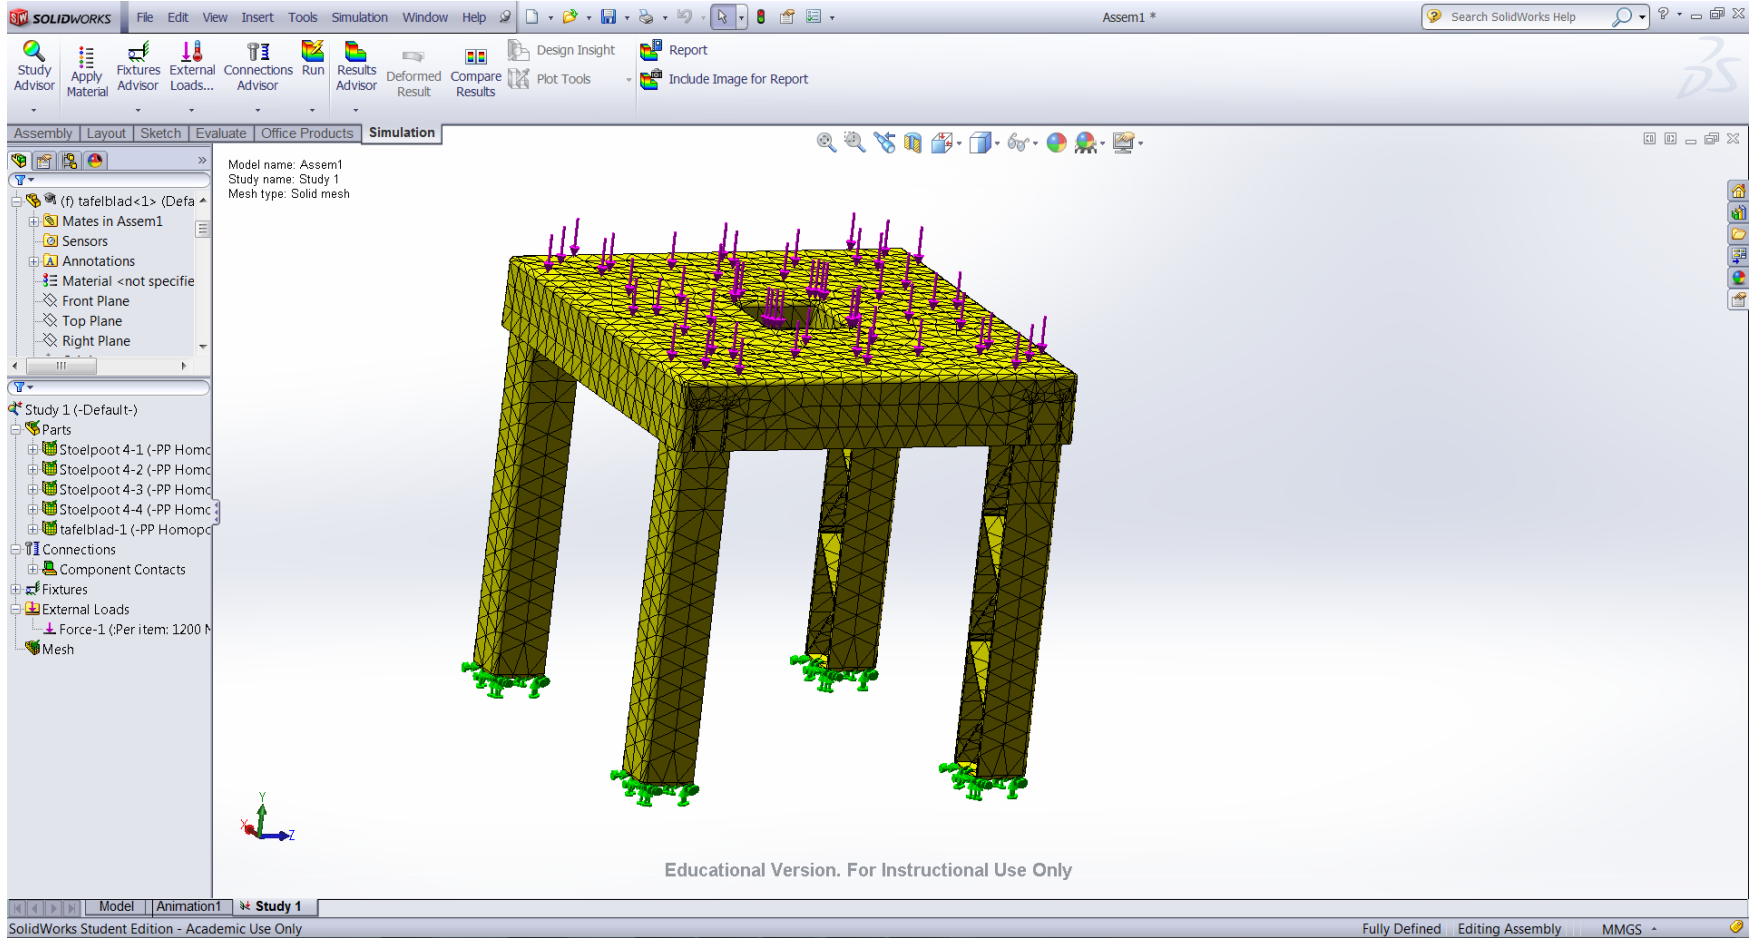 SOLIDWORKS File Edit View Insert Tools Simulation Window Help Assem1 * Search SolidWorks Help
Study Advisor
Apply Material
Fixtures Advisor
External Loads...
Connections Advisor
Run
Results Advisor
Deformed Result
Compare Results
Design Insight
Plot Tools
Report
Include Image for Report
Assembly Layout Sketch Evaluate Office Products Simulation
Model name: Assem1
Study name: Study 1
Mesh type: Solid mesh
(f) tafelblad<1> (Defa
Mates in Assem1
Sensors
Annotations
Material <not specifie
Front Plane
Top Plane
Right Plane
Study 1 (-Default-)
Parts
Stoelpoot 4-1 (-PP Homo
Stoelpoot 4-2 (-PP Homo
Stoelpoot 4-3 (-PP Homo
Stoelpoot 4-4 (-PP Homo
tafelblad-1 (-PP Homopo
Connections
Component Contacts
Fixtures
External Loads
Force-1 (:Per item: 1200 N
Mesh
Y
X
Z
Educational Version. For Instructional Use Only
Model Animation1 Study 1
SolidWorks Student Edition - Academic Use Only Fully Defined Editing Assembly MMGS